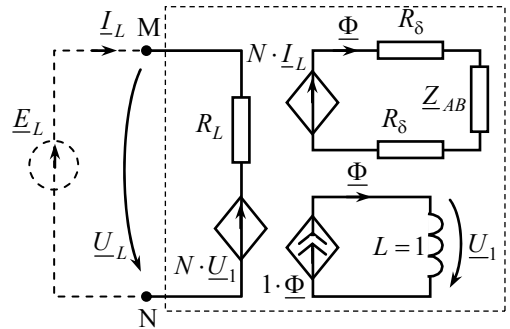 I_L M
Φ R_δ
N·I_L
E_L
R_L
R_δ Z_AB
Φ
U_L
N·U_1
L = 1 U_1
1·Φ
N